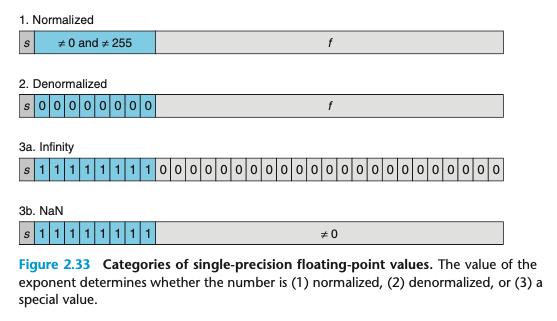 1. Normalized
s ≠ 0 and ≠ 255 f
2. Denormalized
s 0 0 0 0 0 0 0 0 f
3a. Infinity
s 1 1 1 1 1 1 1 1 0 0 0 0 0 0 0 0 0 0 0 0 0 0 0 0 0 0 0 0 0 0 0
3b. NaN
s 1 1 1 1 1 1 1 1 ≠ 0
Figure 2.33 Categories of single-precision floating-point values. The value of the
exponent determines whether the number is (1) normalized, (2) denormalized, or (3) a
special value.